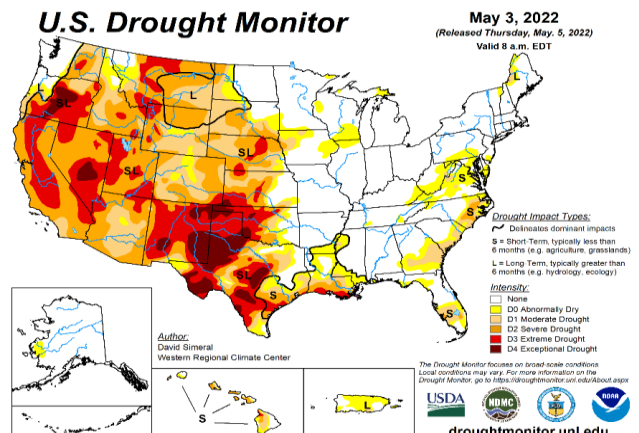 U.S. Drought Monitor
May 3, 2022
(Released Thursday, May. 5, 2022)
Valid 8 a.m. EDT
L
L
L
SL
SL
SL
S
S
SL
S
S
Drought Impact Types:
Delineates dominant impacts
S = Short-Term, typically less than
6 months (e.g. agriculture, grasslands)
L = Long-Term, typically greater than
6 months (e.g. hydrology, ecology)
Intensity:
None
D0 Abnormally Dry
D1 Moderate Drought
D2 Severe Drought
D3 Extreme Drought
D4 Exceptional Drought
Author:
David Simeral
Western Regional Climate Center
S
L
The Drought Monitor focuses on broad-scale conditions.
Local conditions may vary. For more information on the
Drought Monitor, go to https://droughtmonitor.unl.edu/About.aspx
USDA
NDMC
NOAA
droughtmonitor.unl.edu